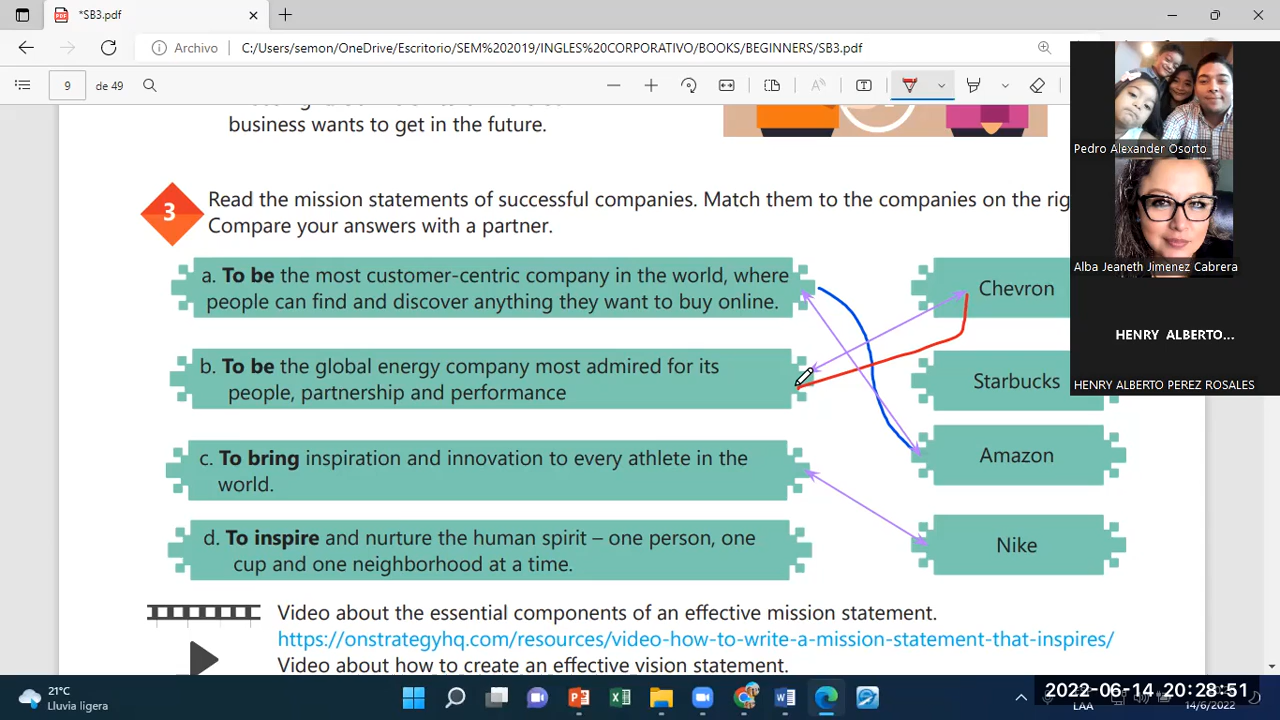 *SB3.pdf
Archivo
C:/Users/semon/OneDrive/Escritorio/SEM%202019/INGLES%20CORPORATIVO/BOOKS/BEGINNERS/SB3.pdf
9
de 49
business wants to get in the future.
Pedro Alexander Osorto
3
Read the mission statements of successful companies. Match them to the companies on the rig
Compare your answers with a partner.
Alba Jeaneth Jimenez Cabrera
a. To be the most customer-centric company in the world, where
people can find and discover anything they want to buy online.
Chevron
HENRY ALBERTO...
HENRY ALBERTO PEREZ ROSALES
b. To be the global energy company most admired for its
people, partnership and performance
Starbucks
c. To bring inspiration and innovation to every athlete in the
world.
Amazon
d. To inspire and nurture the human spirit – one person, one
cup and one neighborhood at a time.
Nike
Video about the essential components of an effective mission statement.
https://onstrategyhq.com/resources/video-how-to-write-a-mission-statement-that-inspires/
Video about how to create an effective vision statement.
21°C
Lluvia ligera
2022-06-14 20:28:51
LAA
14/6/2022